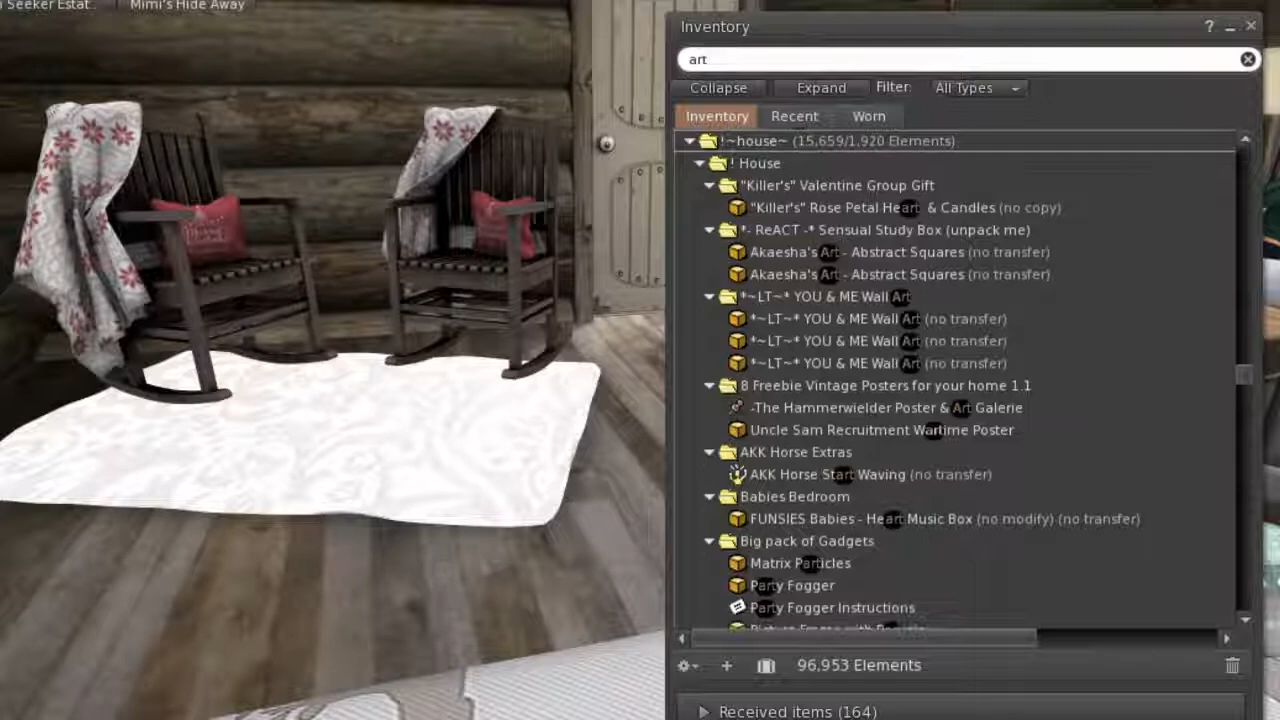 Seeker Estat..
Mimi's Hide Away
Inventory
?
art
Collapse Expand Filter: All Types
Inventory Recent Worn
!~house~ (15,659/1,920 Elements)
! House
"Killer's" Valentine Group Gift
"Killer's" Rose Petal Heart & Candles (no copy)
*- ReACT -* Sensual Study Box (unpack me)
Akaesha's Art - Abstract Squares (no transfer)
Akaesha's Art - Abstract Squares (no transfer)
*~LT~* YOU & ME Wall Art
*~LT~* YOU & ME Wall Art (no transfer)
*~LT~* YOU & ME Wall Art (no transfer)
*~LT~* YOU & ME Wall Art (no transfer)
8 Freebie Vintage Posters for your home 1.1
-The Hammerwielder Poster & Art Galerie
Uncle Sam Recruitment Wartime Poster
AKK Horse Extras
AKK Horse Start Waving (no transfer)
Babies Bedroom
FUNSIES Babies - Heart Music Box (no modify) (no transfer)
Big pack of Gadgets
Matrix Particles
Party Fogger
Party Fogger Instructions
96,953 Elements
Received items (164)